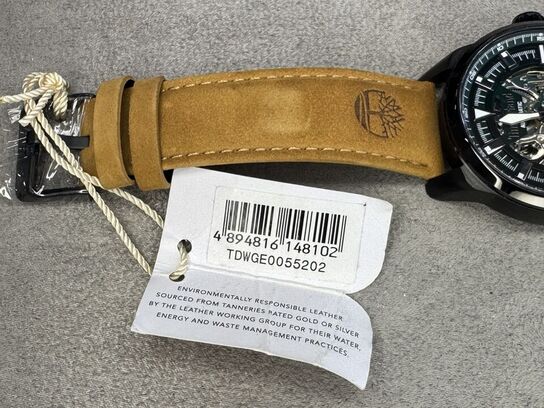 4 894816 148102
TDWGE0055202
ENVIRONMENTALLY RESPONSIBLE LEATHER
SOURCED FROM TANNERIES RATED GOLD OR SILVER
BY THE LEATHER WORKING GROUP FOR THEIR WATER,
ENERGY AND WASTE MANAGEMENT PRACTICES.